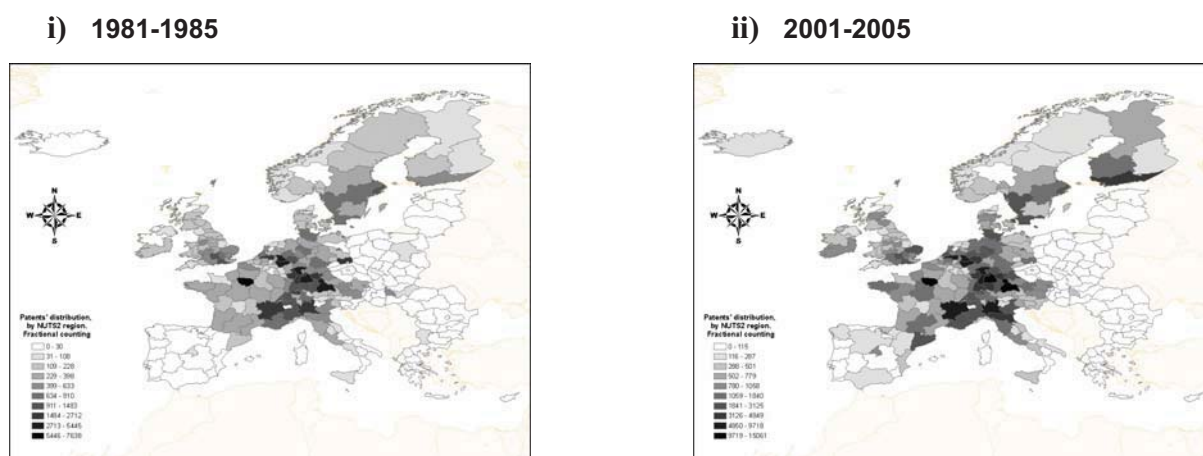 i) 1981-1985
N
W E
S
Patents' distribution,
by NUTS2 region.
Fractional counting
0 - 30
31 - 108
109 - 228
229 - 398
399 - 633
634 - 910
911 - 1483
1484 - 2712
2713 - 5445
5446 - 7638
ii) 2001-2005
N
W E
S
Patents' distribution,
by NUTS2 region.
Fractional counting
0 - 115
116 - 287
288 - 501
502 - 779
780 - 1058
1059 - 1840
1841 - 3125
3126 - 4949
4950 - 9718
9719 - 15061